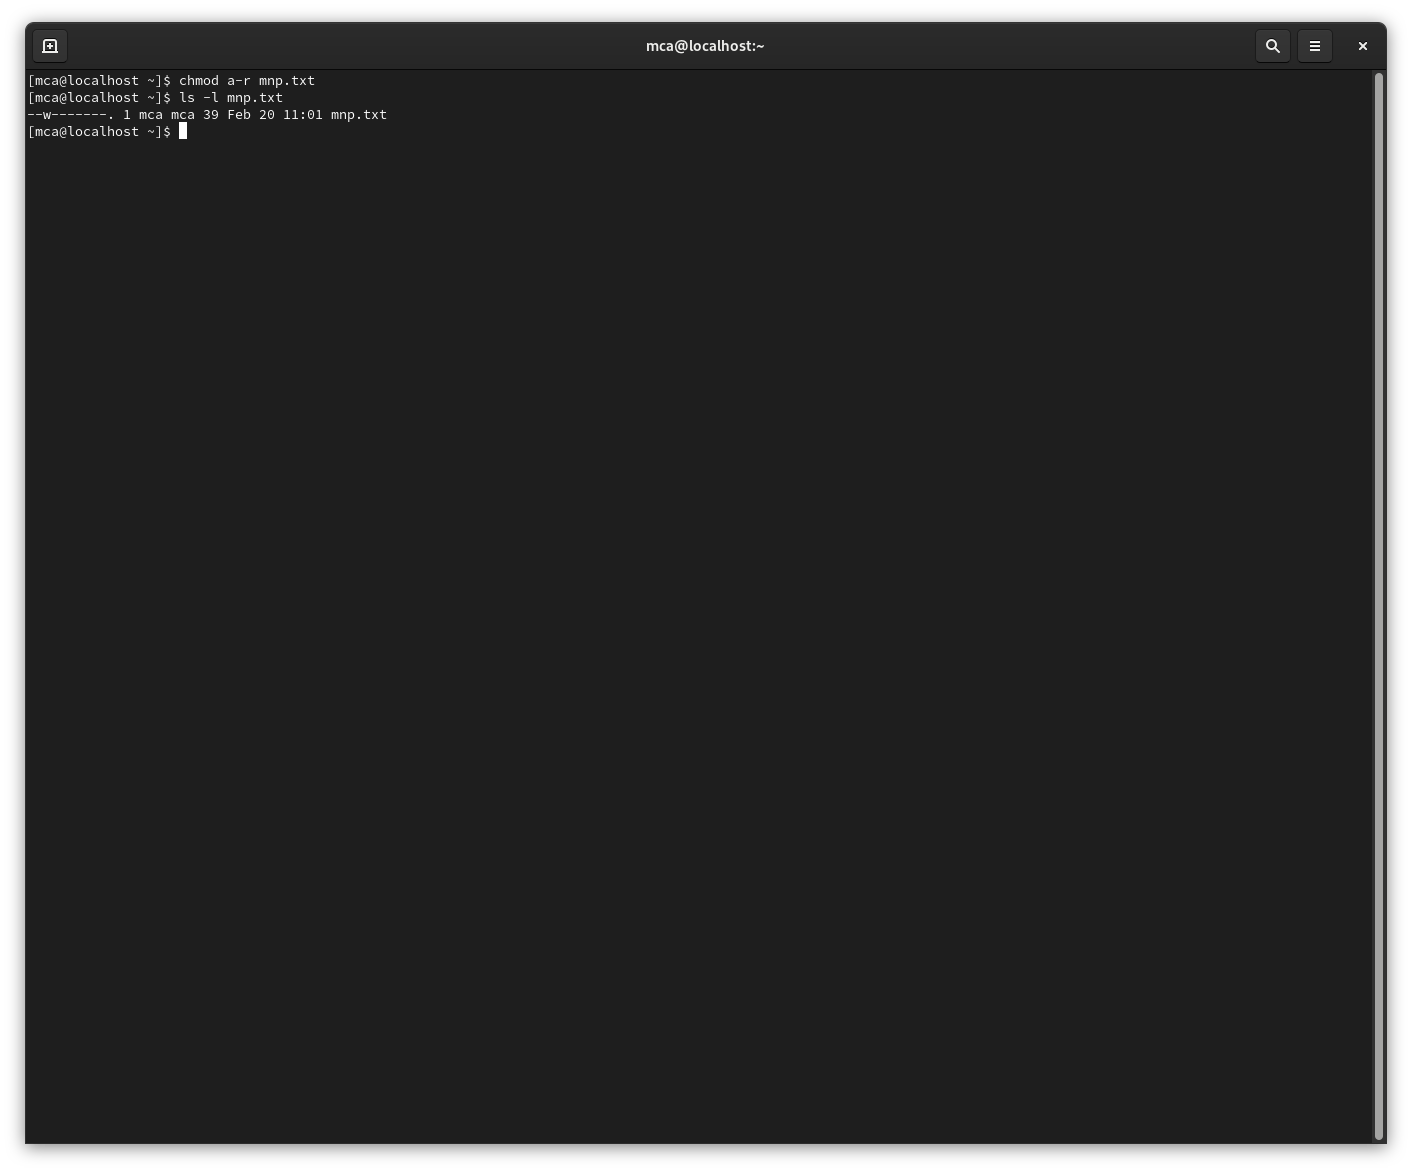 mca@localhost:~
[mca@localhost ~]$ chmod a-r mnp.txt
[mca@localhost ~]$ ls -l mnp.txt
--w-------. 1 mca mca 39 Feb 20 11:01 mnp.txt
[mca@localhost ~]$